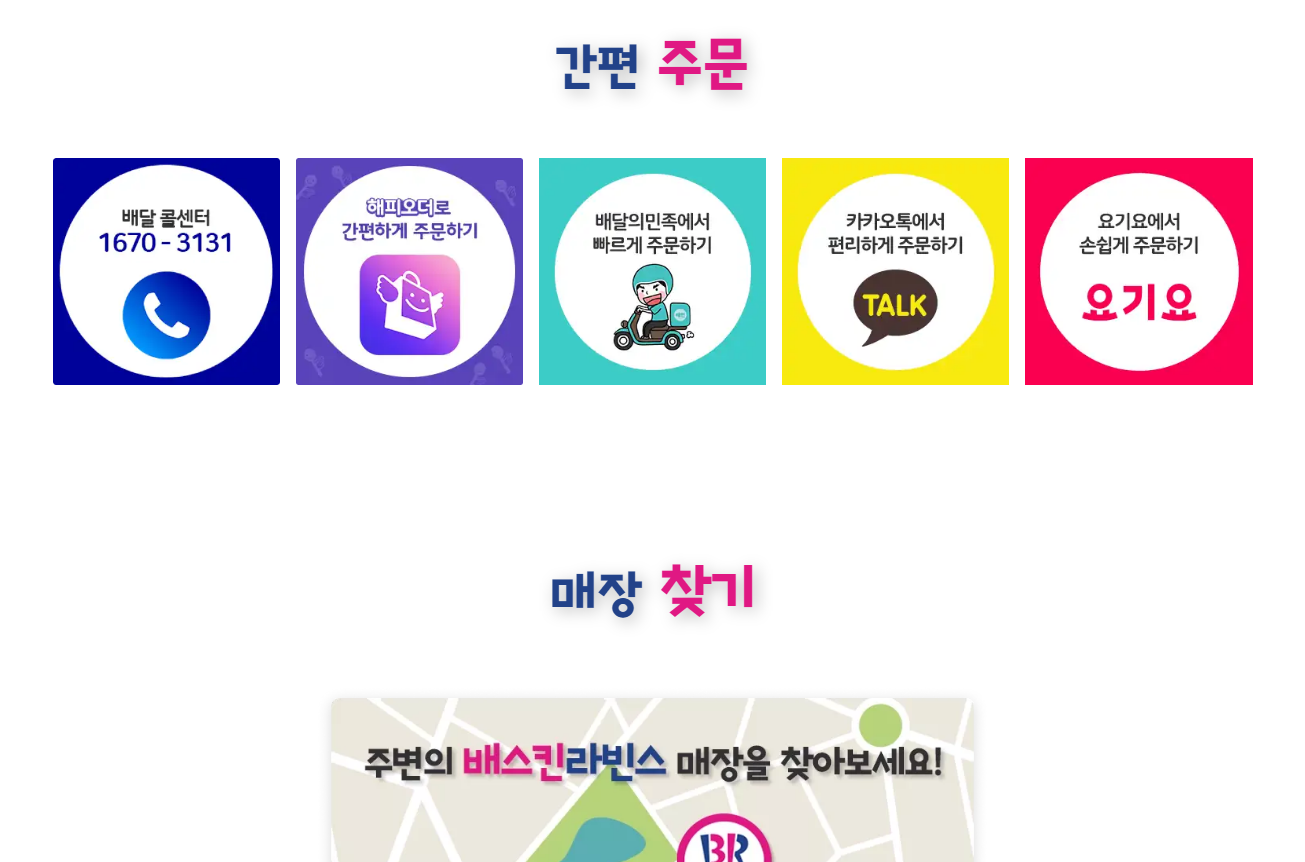 간편 주문
배달 콜센터
1670 - 3131
해피오더로
간편하게 주문하기
배달의민족에서
빠르게 주문하기
카카오톡에서
편리하게 주문하기
TALK
요기요에서
손쉽게 주문하기
요기요
매장 찾기
주변의 배스킨라빈스 매장을 찾아보세요!
BR